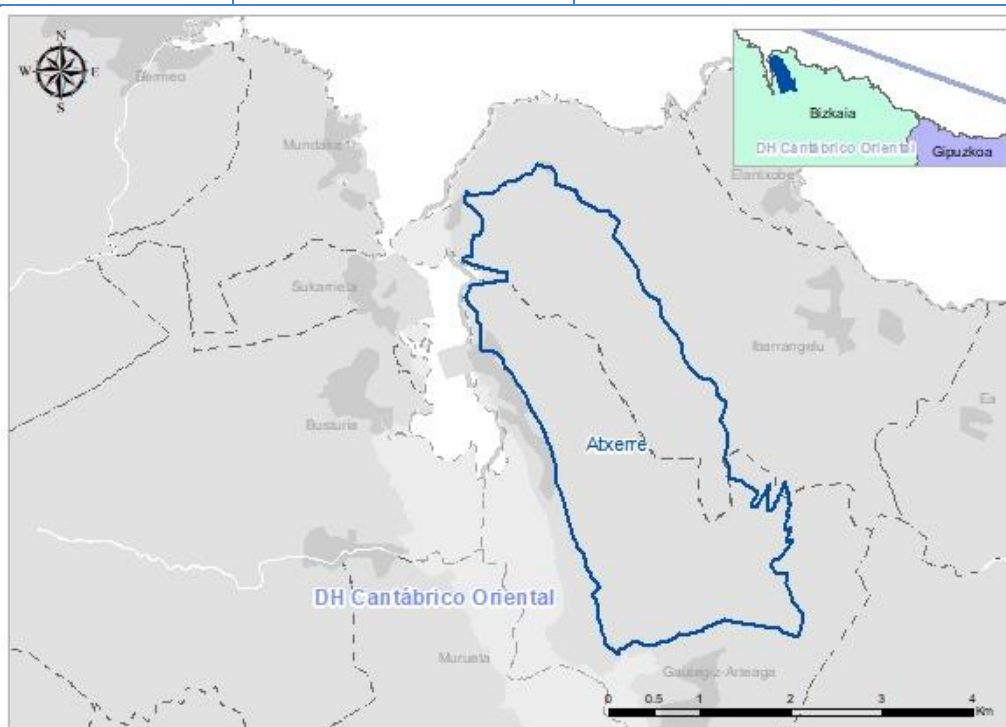 N
W E
S
Bermeo
Mundaka
Bizkaia
DH Cantábrico Oriental
Gipuzkoa
Elantxobe
Sukarrieta
Ibarrangelu
Ea
Busturia
Atxerre
DH Cantábrico Oriental
Murueta
Gautegiz-Arteaga
0 0.5 1 2 3 4
Km